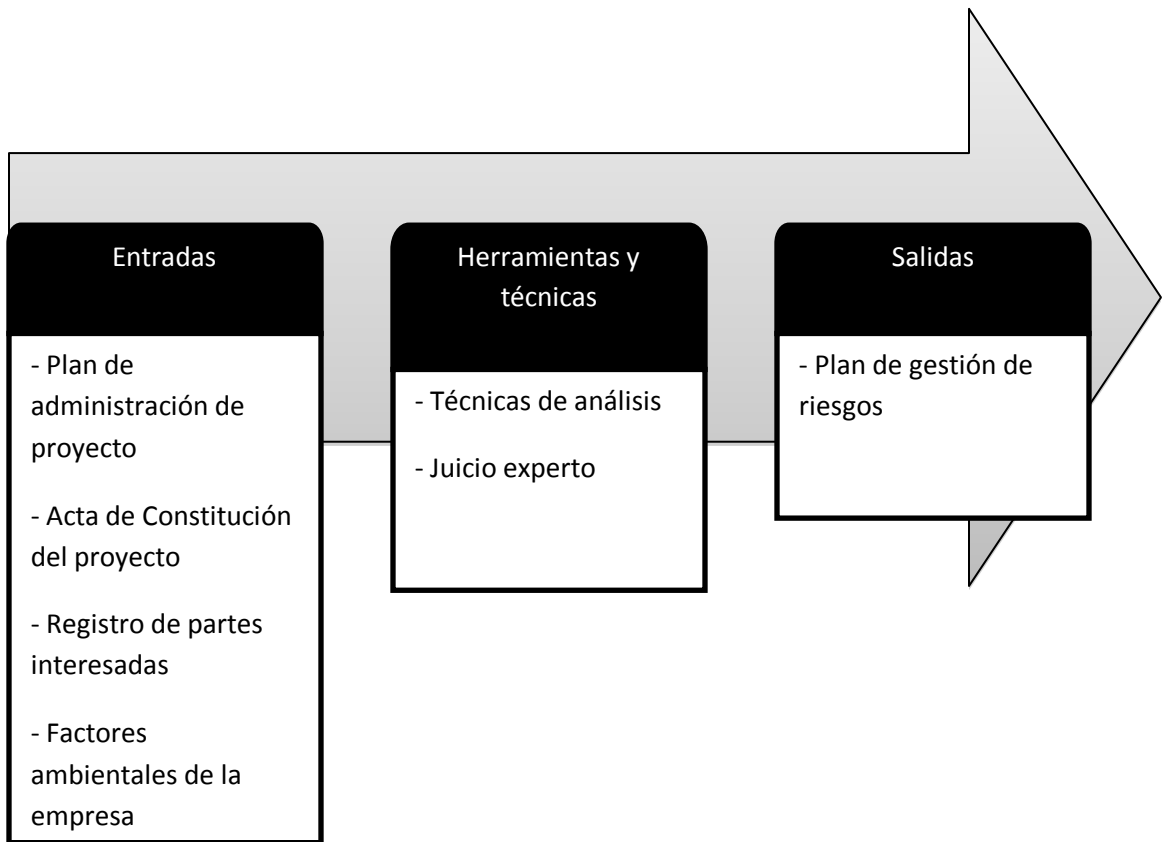 Entradas
- Plan de
administración de
proyecto
- Acta de Constitución
del proyecto
- Registro de partes
interesadas
- Factores
ambientales de la
empresa
Herramientas y
técnicas
- Técnicas de análisis
- Juicio experto
Salidas
- Plan de gestión de
riesgos